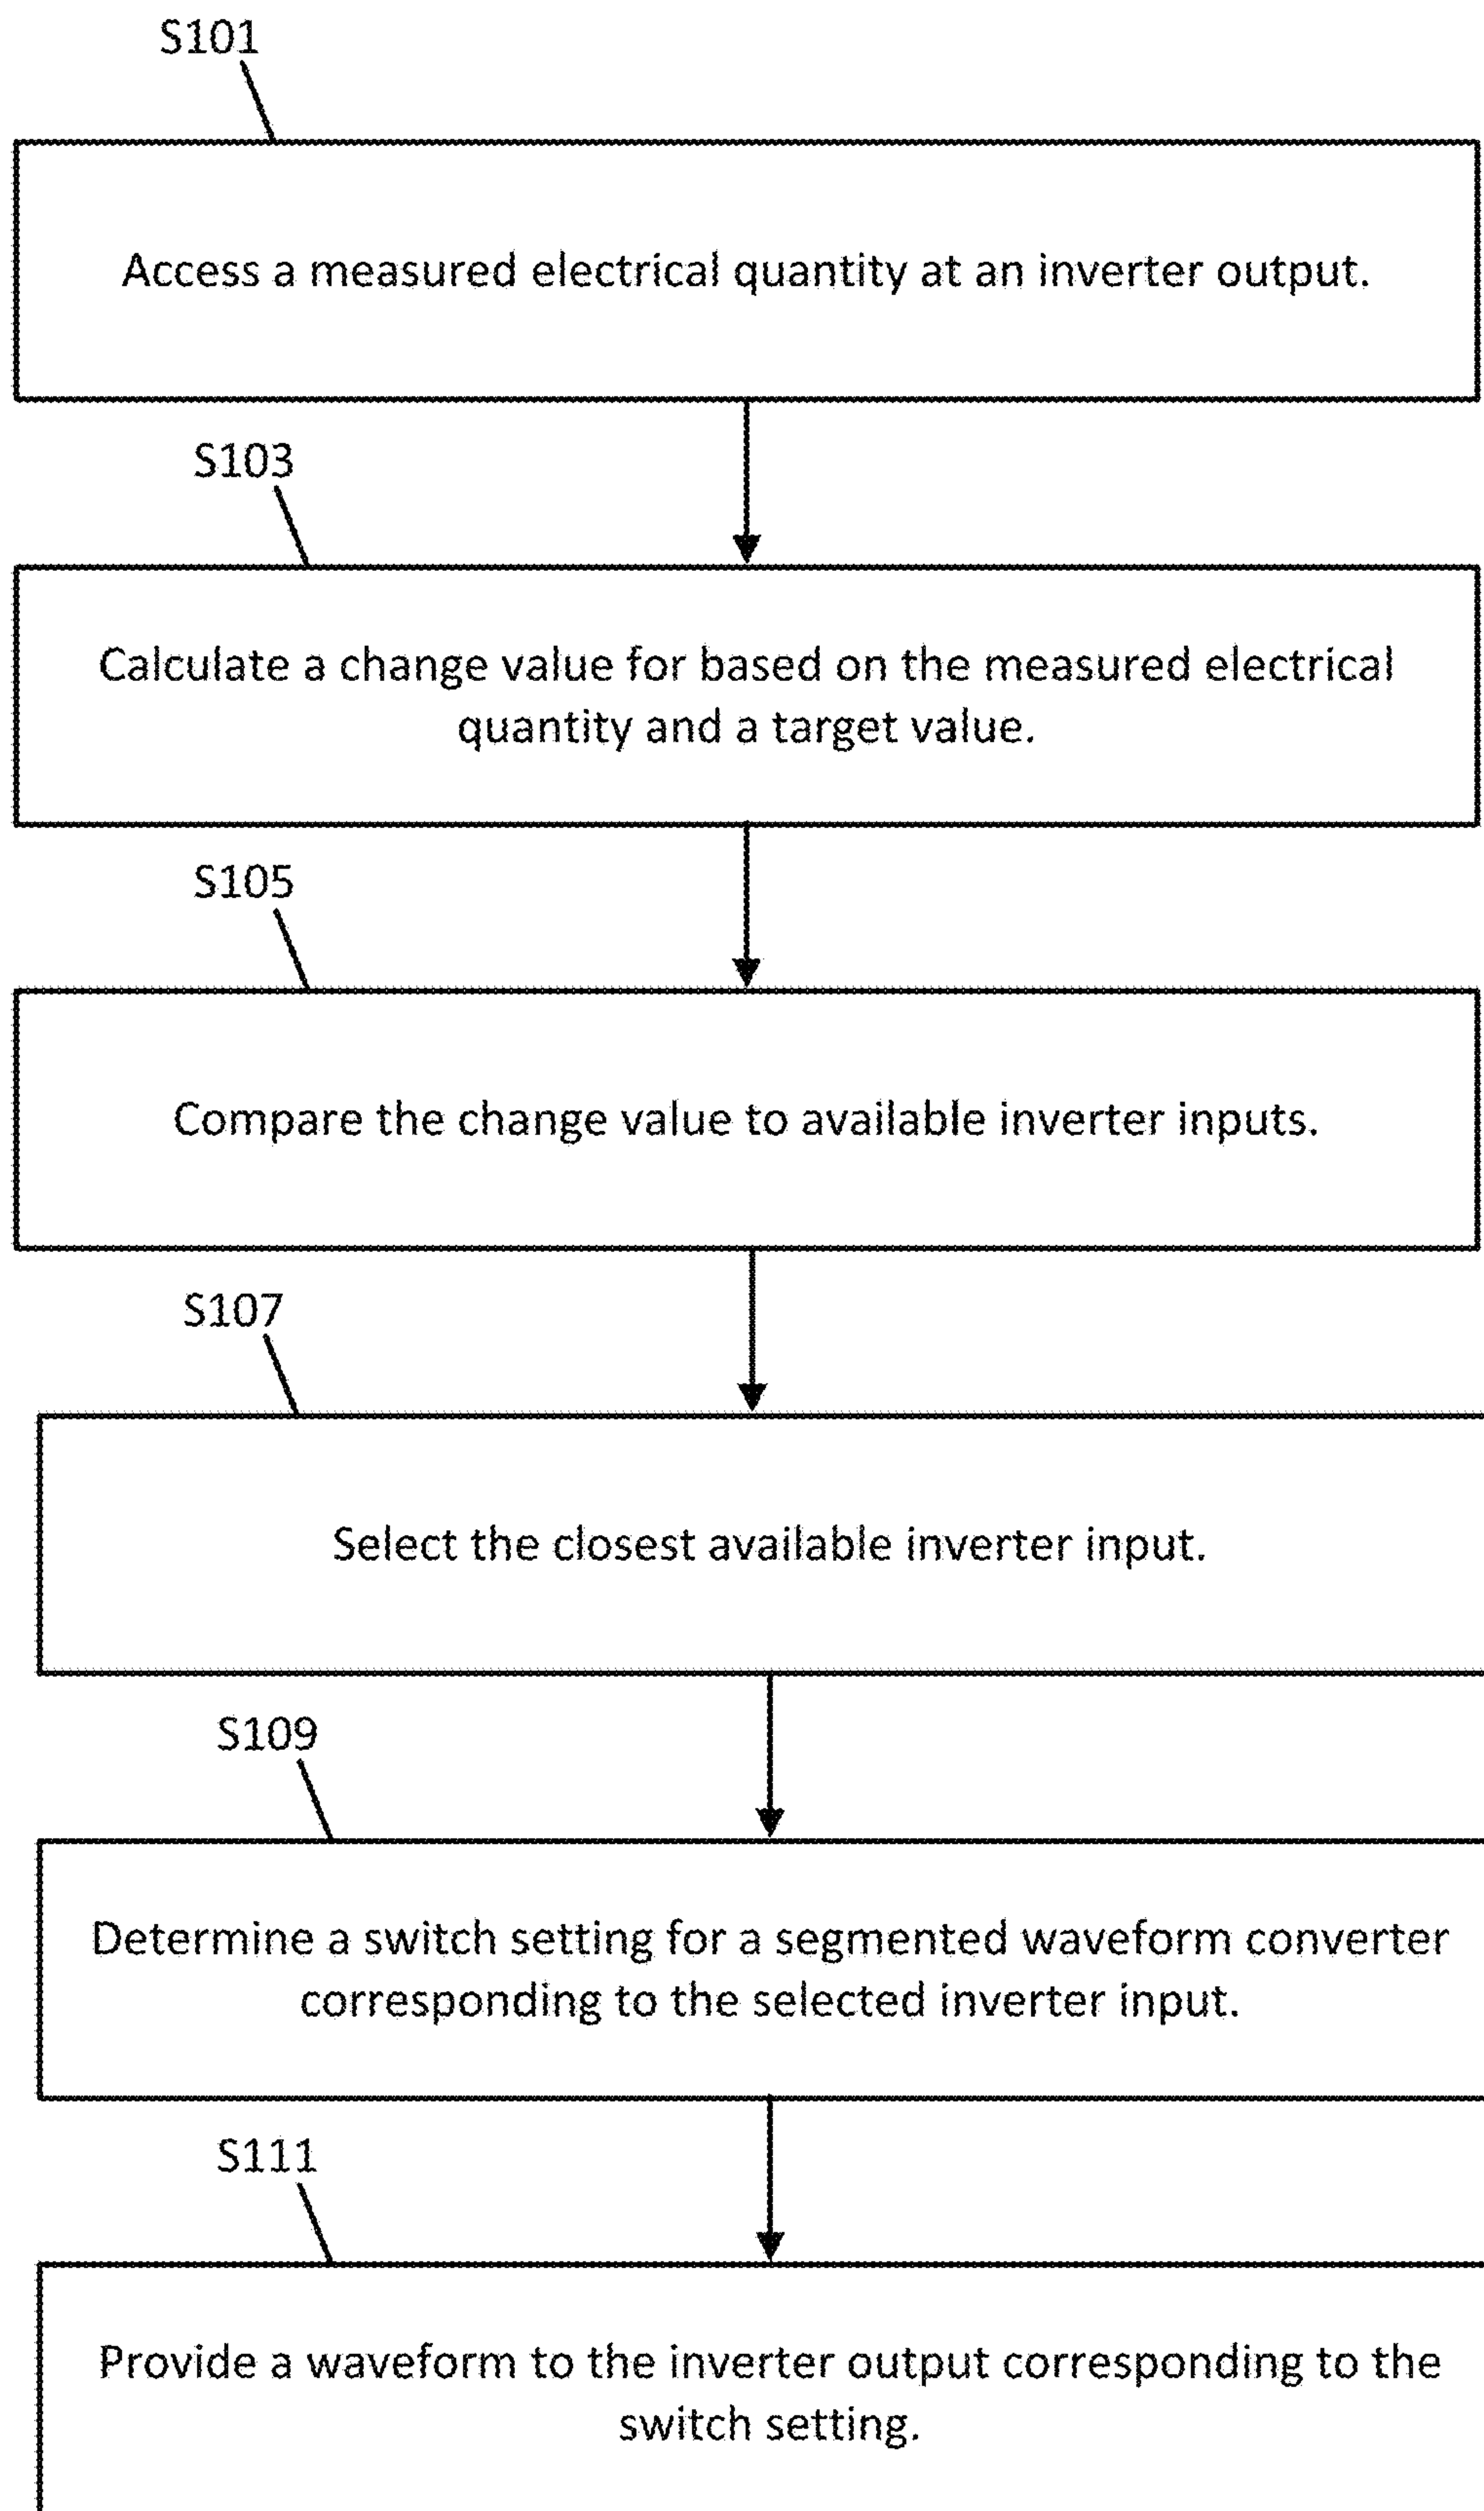 S101
Access a measured electrical quantity at an inverter output.
S103
Calculate a change value for based on the measured electrical
quantity and a target value.
S105
Compare the change value to available inverter inputs.
S107
Select the closest available inverter input.
S109
Determine a switch setting for a segmented waveform converter
corresponding to the selected inverter input.
S111
Provide a waveform to the inverter output corresponding to the
switch setting.